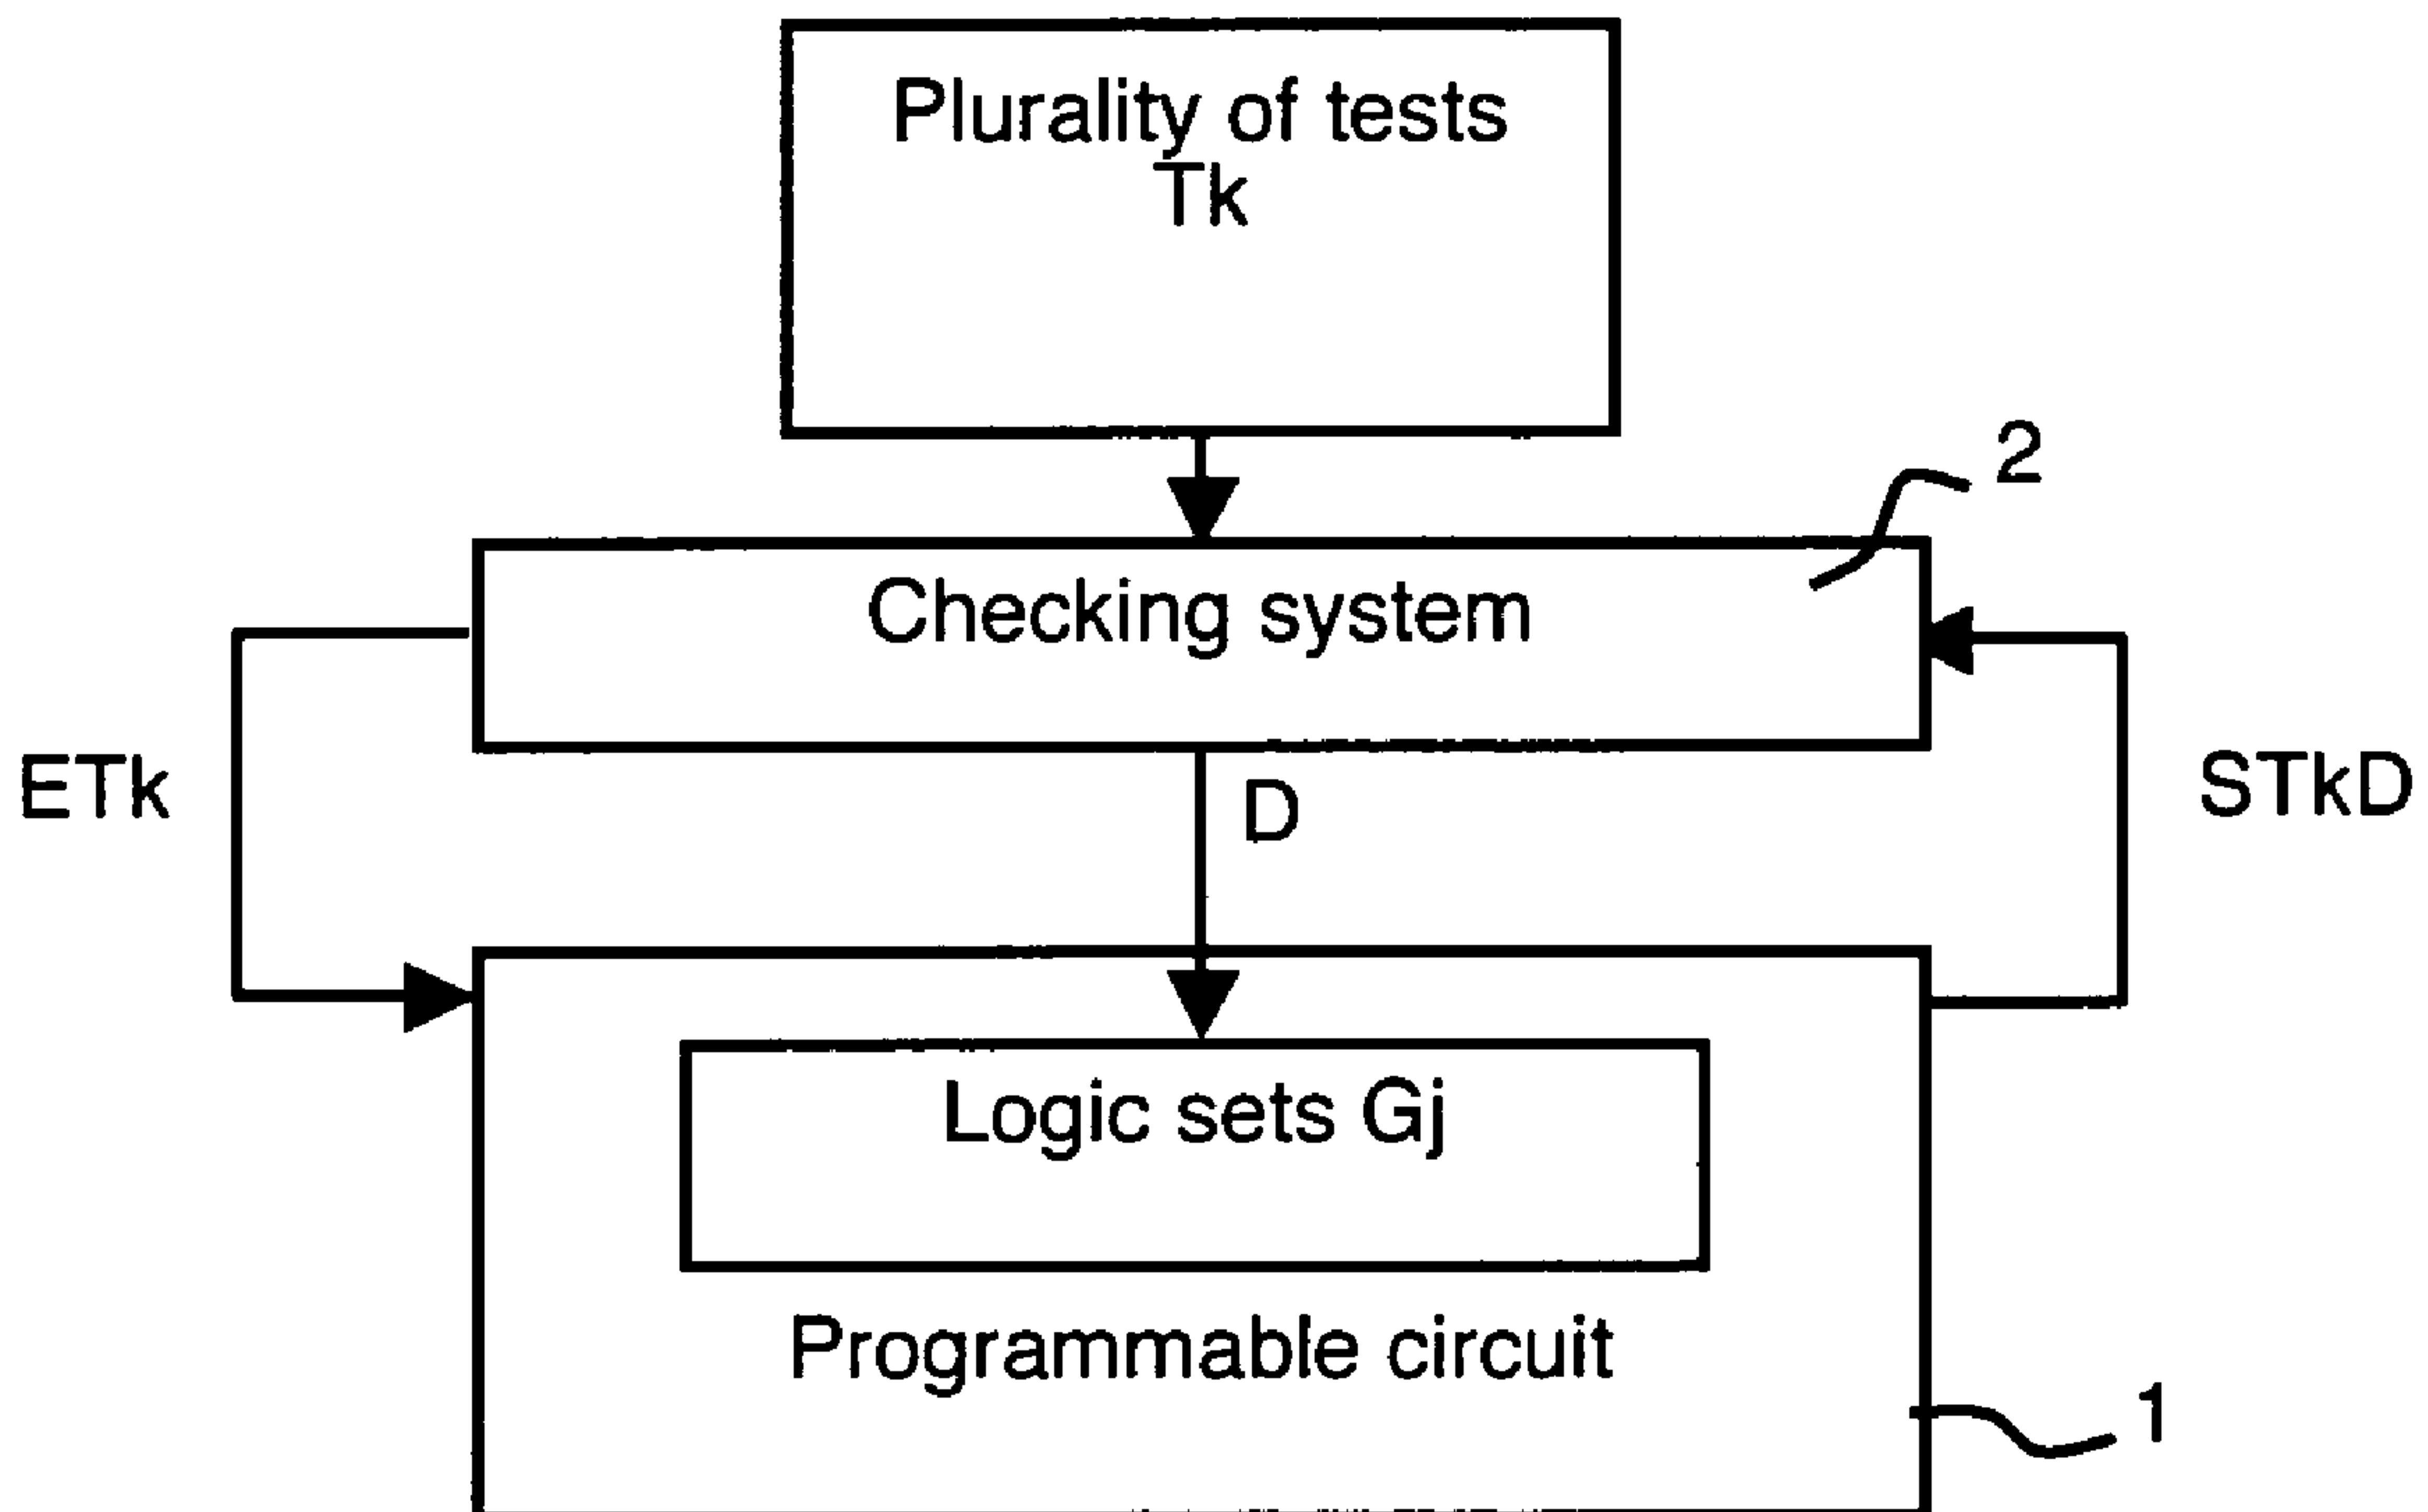 Plurality of tests
Tk
2
Checking system
ETk
D
STkD
Logic sets Gj
Programmable circuit
1